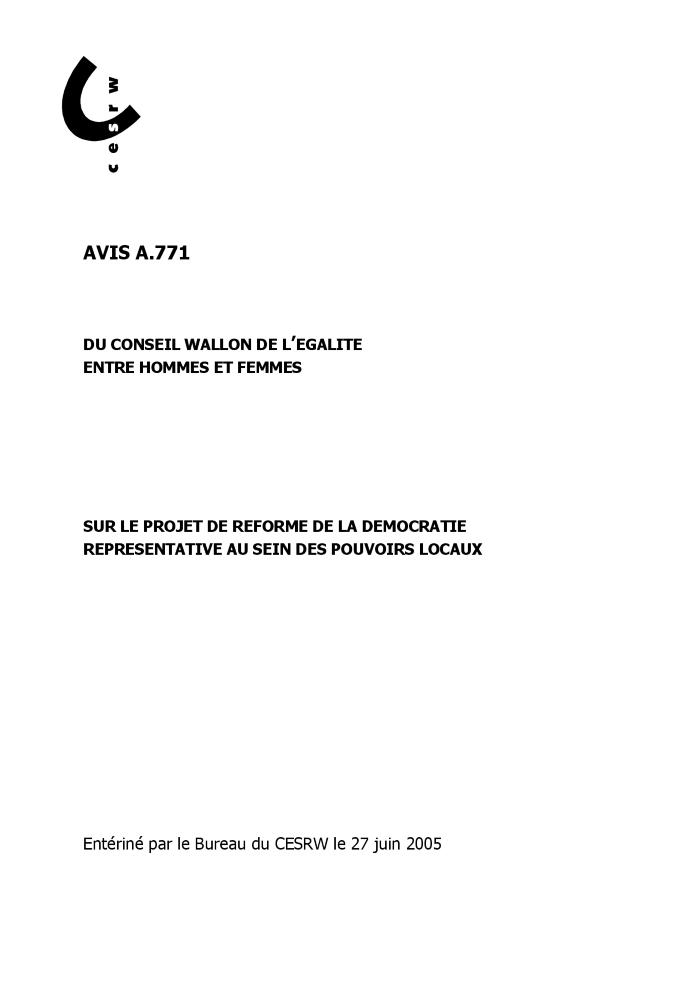 cesrw
AVIS A.771
DU CONSEIL WALLON DE L'EGALITE
ENTRE HOMMES ET FEMMES
SUR LE PROJET DE REFORME DE LA DEMOCRATIE
REPRESENTATIVE AU SEIN DES POUVOIRS LOCAUX
Entériné par le Bureau du CESRW le 27 juin 2005